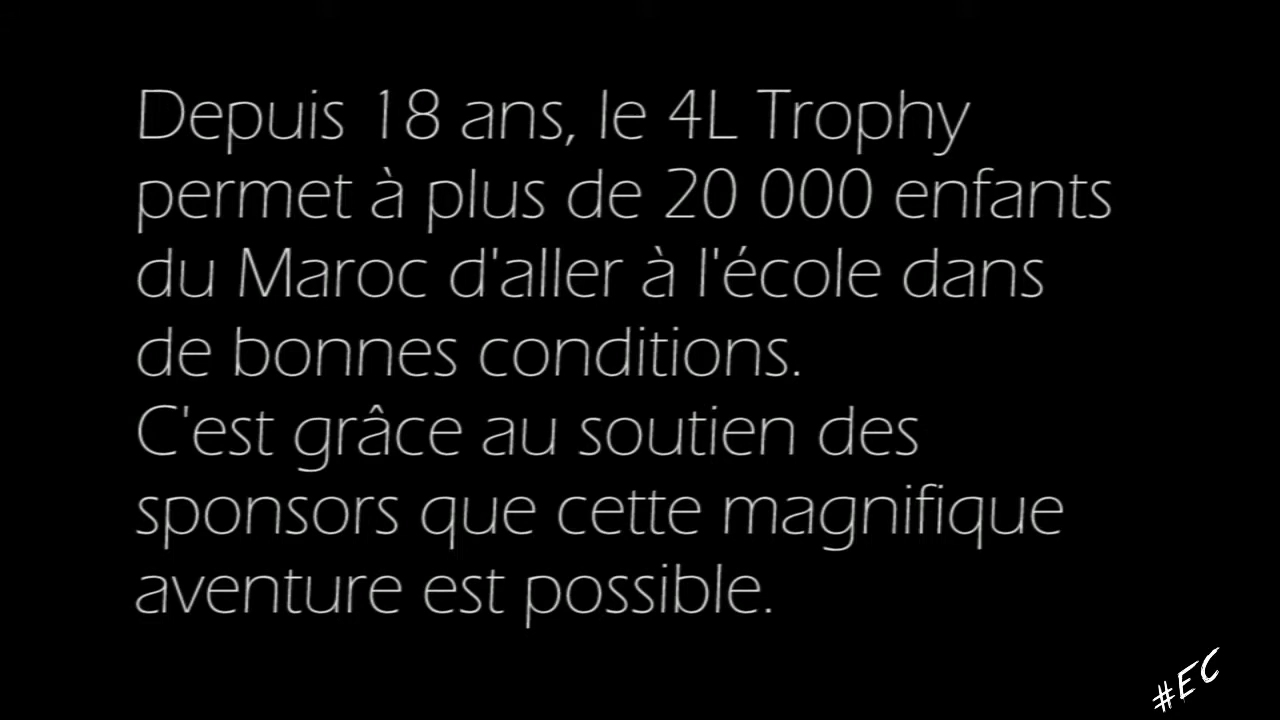 Depuis 18 ans, le 4L Trophy
permet à plus de 20 000 enfants
du Maroc d'aller à l'école dans
de bonnes conditions.
C'est grâce au soutien des
sponsors que cette magnifique
aventure est possible.
#EC